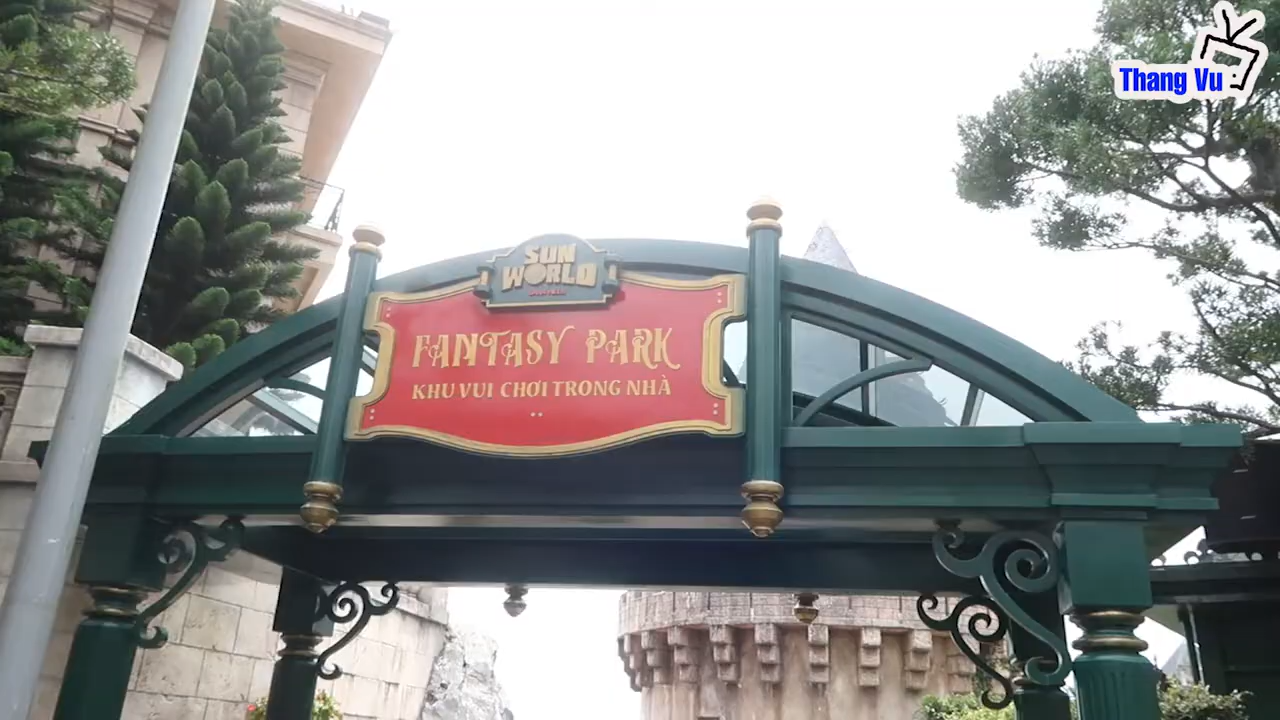 Thang Vu
SUN
WORLD
FANTASY PARK
KHU VUI CHƠI TRONG NHÀ